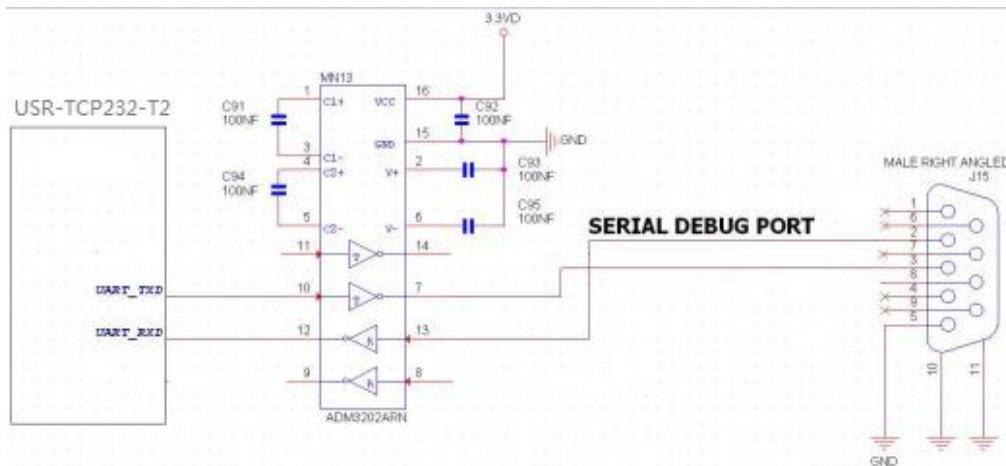 3.3VD
MN13
USR-TCP232-T2
1
C1+
VCC
16
C91
100NF
C92
100NF
GND
15
GND
3
C1-
4
C2+
V+
2
C93
100NF
C94
100NF
MALE RIGHT ANGLED
J15
5
C2-
V-
6
C95
100NF
SERIAL DEBUG PORT
11
14
UART_TXD
10
7
UART_RXD
12
13
9
8
ADM3202ARN
1
6
2
7
3
8
4
9
5
10
11
GND